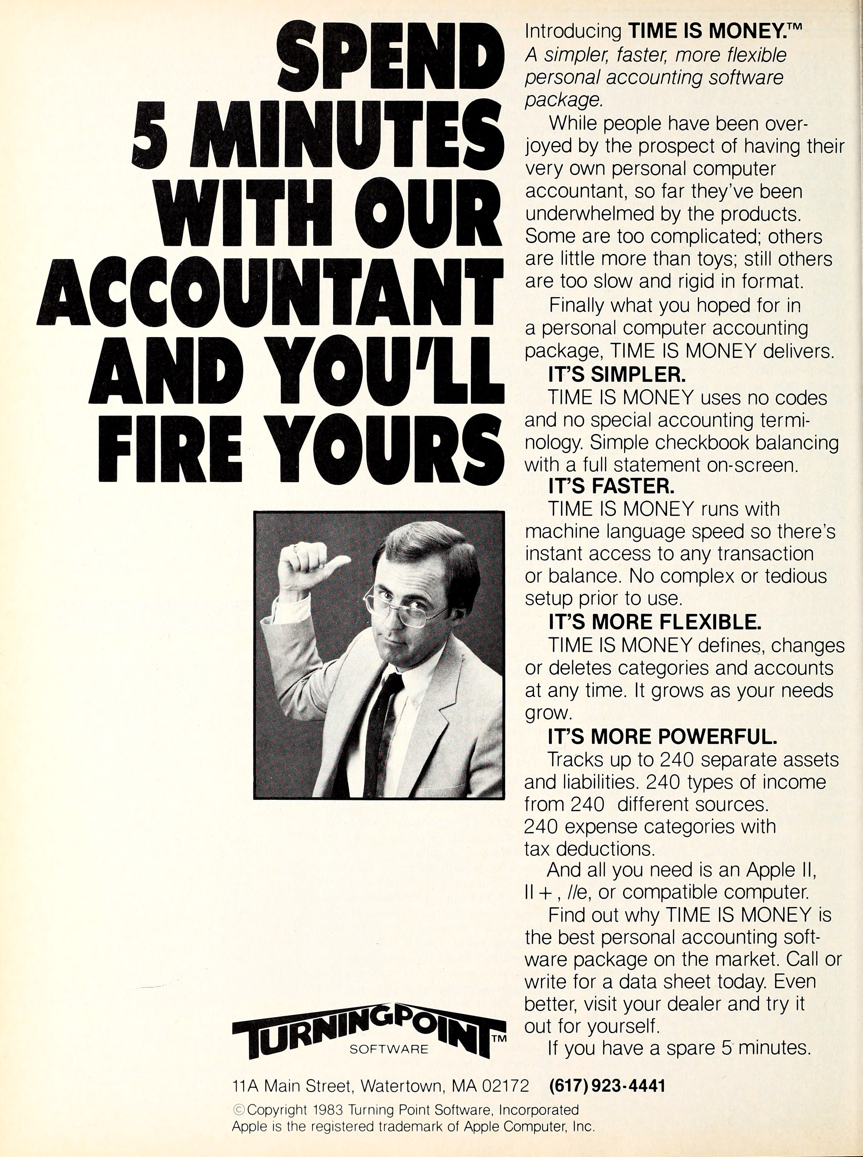 SPEND
5 MINUTES
WITH OUR
ACCOUNTANT
AND YOU'LL
FIRE YOURS
Introducing TIME IS MONEY.™
A simpler, faster, more flexible
personal accounting software
package.
While people have been over-
joyed by the prospect of having their
very own personal computer
accountant, so far they've been
underwhelmed by the products.
Some are too complicated; others
are little more than toys; still others
are too slow and rigid in format.
Finally what you hoped for in
a personal computer accounting
package, TIME IS MONEY delivers.
IT'S SIMPLER.
TIME IS MONEY uses no codes
and no special accounting termi-
nology. Simple checkbook balancing
with a full statement on-screen.
IT'S FASTER.
TIME IS MONEY runs with
machine language speed so there's
instant access to any transaction
or balance. No complex or tedious
setup prior to use.
IT'S MORE FLEXIBLE.
TIME IS MONEY defines, changes
or deletes categories and accounts
at any time. It grows as your needs
grow.
IT'S MORE POWERFUL.
Tracks up to 240 separate assets
and liabilities. 240 types of income
from 240 different sources.
240 expense categories with
tax deductions.
And all you need is an Apple II,
II+, //e, or compatible computer.
Find out why TIME IS MONEY is
the best personal accounting soft-
ware package on the market. Call or
write for a data sheet today. Even
better, visit your dealer and try it
out for yourself.
If you have a spare 5 minutes.
TURNINGPOINT™
SOFTWARE
11A Main Street, Watertown, MA 02172 (617) 923-4441
©Copyright 1983 Turning Point Software, Incorporated
Apple is the registered trademark of Apple Computer, Inc.